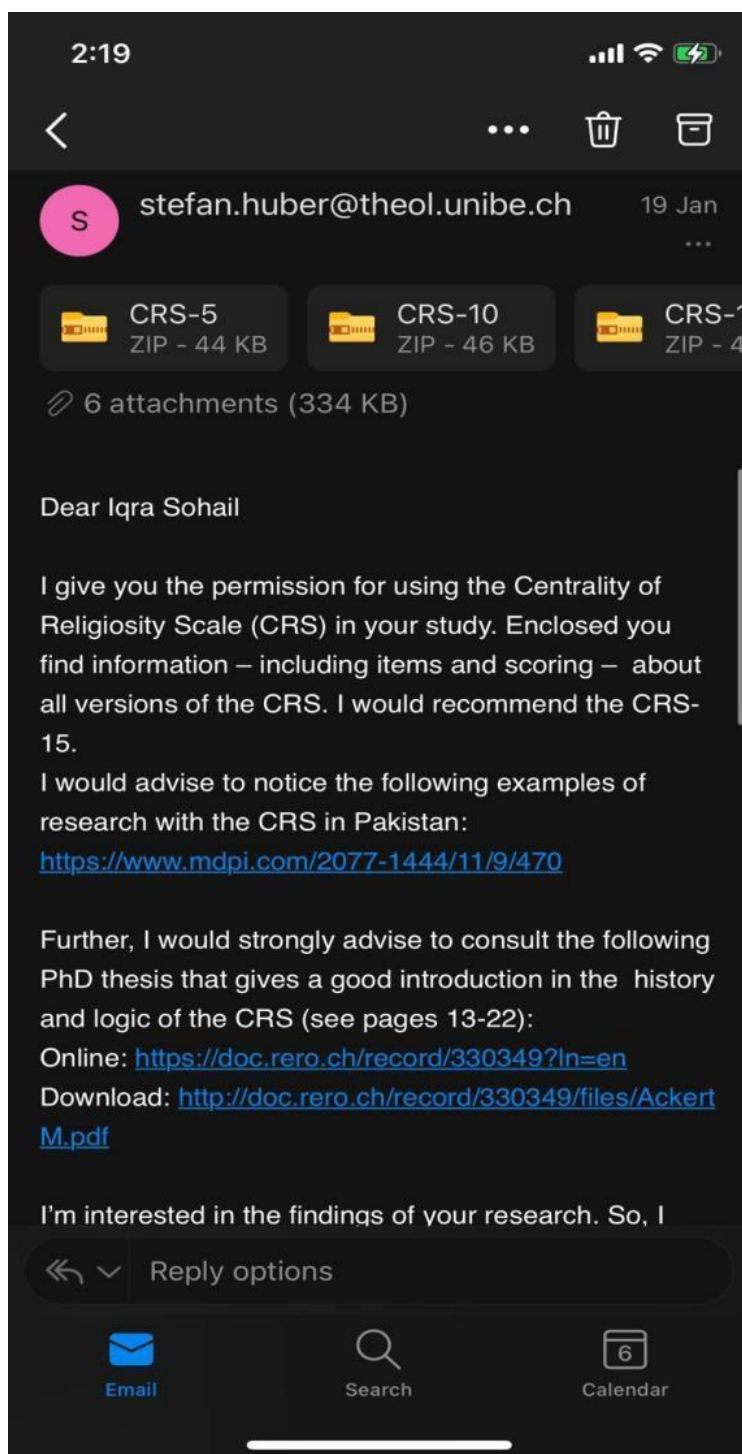 2:19
S
stefan.huber@theol.unibe.ch
19 Jan
CRS-5
ZIP - 44 KB
CRS-10
ZIP - 46 KB
CRS-1
ZIP - 4
6 attachments (334 KB)
Dear Iqra Sohail
I give you the permission for using the Centrality of
Religiosity Scale (CRS) in your study. Enclosed you
find information – including items and scoring – about
all versions of the CRS. I would recommend the CRS-
15.
I would advise to notice the following examples of
research with the CRS in Pakistan:
https://www.mdpi.com/2077-1444/11/9/470
Further, I would strongly advise to consult the following
PhD thesis that gives a good introduction in the history
and logic of the CRS (see pages 13-22):
Online: https://doc.rero.ch/record/330349?ln=en
Download: http://doc.rero.ch/record/330349/files/Ackert
M.pdf
I'm interested in the findings of your research. So, I
Reply options
6
Email
Search
Calendar